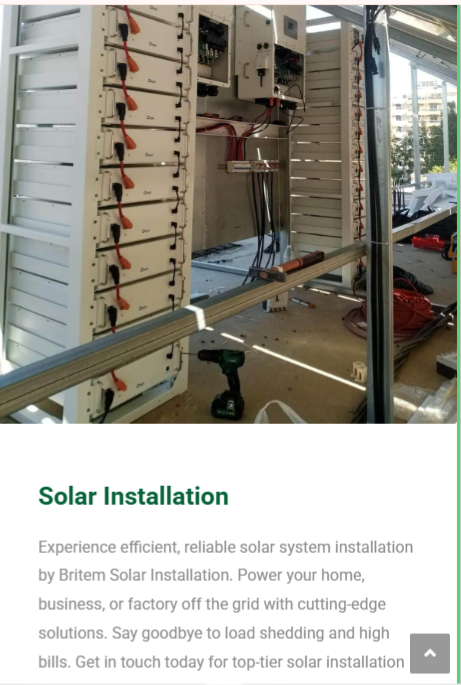 Solar Installation
Experience efficient, reliable solar system installation
by Britem Solar Installation. Power your home,
business, or factory off the grid with cutting-edge
solutions. Say goodbye to load shedding and high
bills. Get in touch today for top-tier solar installation